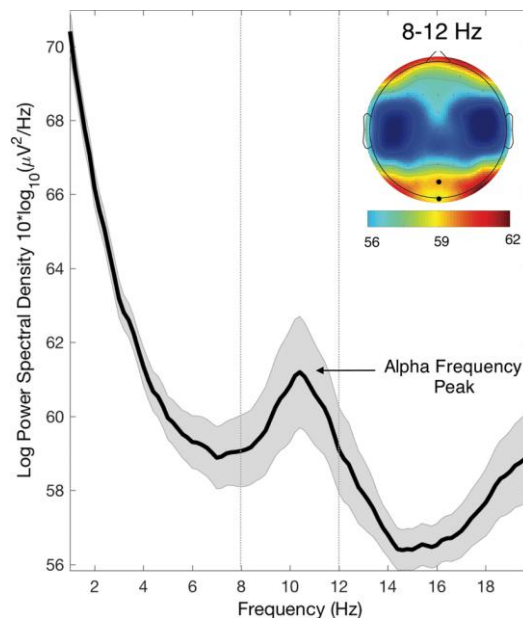 8-12 Hz
56 59 62
Alpha Frequency
Peak
Log Power Spectral Density 10*log10(μV²/Hz)
70
68
66
64
62
60
58
56
2 4 6 8 10 12 14 16 18
Frequency (Hz)